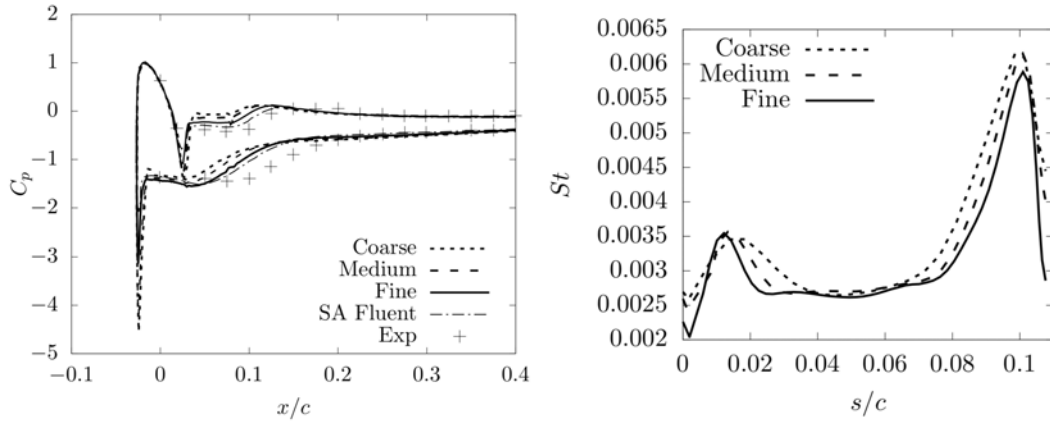 2
1
0
−1
−2
−3
−4
−5
C_p
Coarse
Medium
Fine
SA Fluent
Exp
−0.1 0 0.1 0.2 0.3 0.4
x/c
0.0065
0.006
0.0055
0.005
0.0045
0.004
0.0035
0.003
0.0025
0.002
St
Coarse
Medium
Fine
0 0.02 0.04 0.06 0.08 0.1
s/c